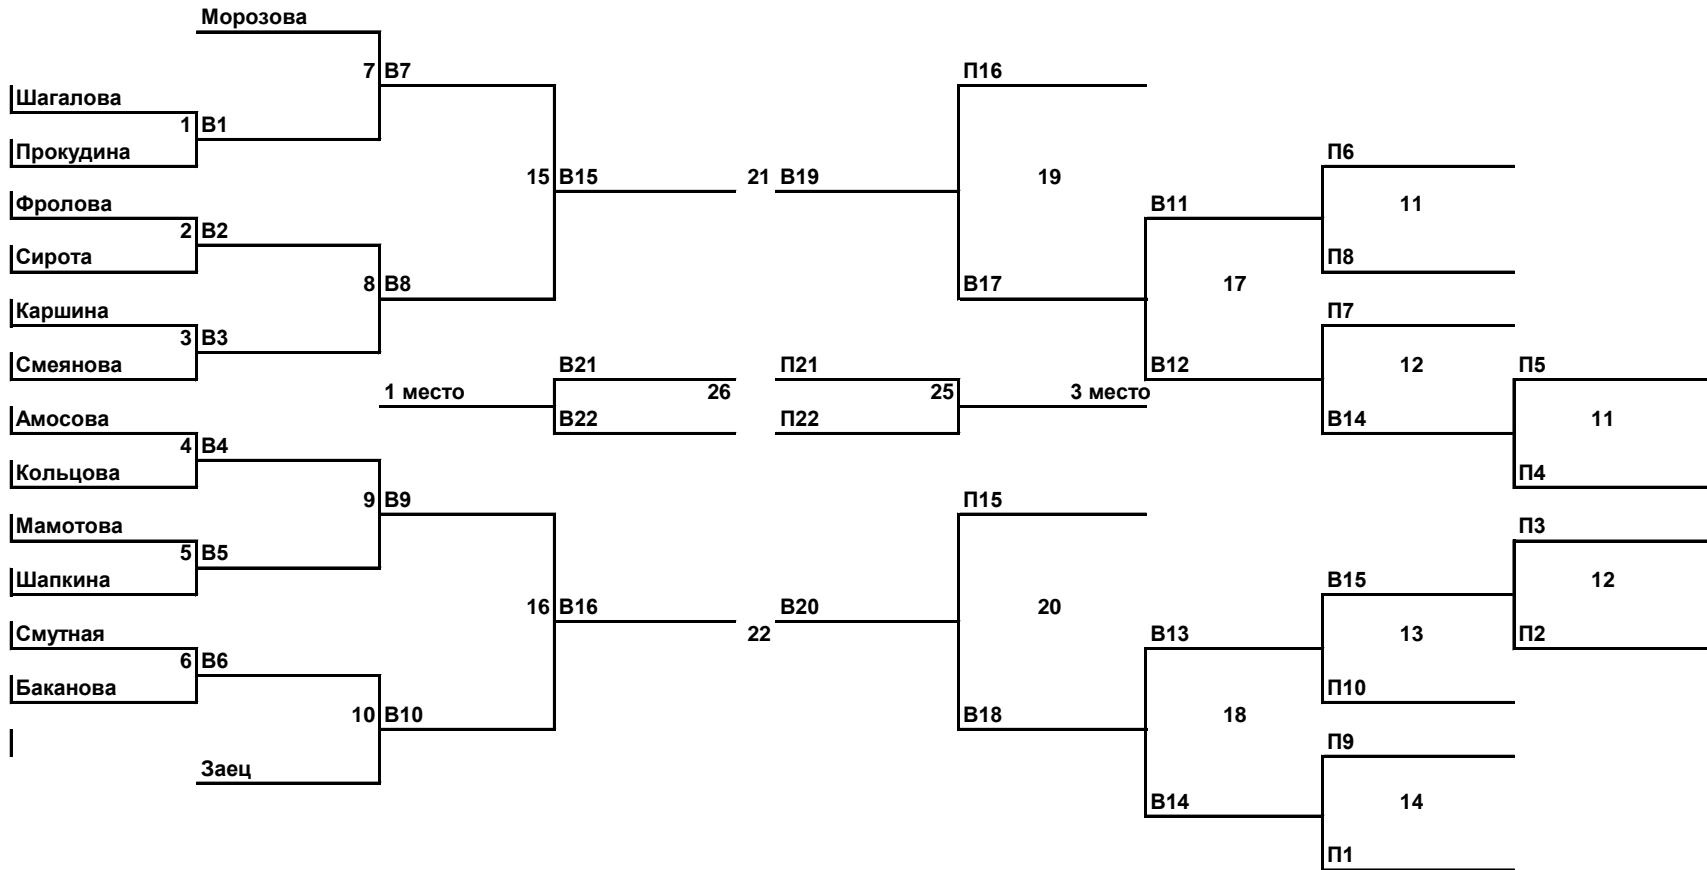 Морозова
7 В7
П16
Шагалова
1 В1
Прокудина
П6
15 В15
21 В19
19
Фролова
В11
11
2 В2
Сирота
П8
8 В8
В17
17
Каршина
П7
3 В3
Смеянова
В21
П21
В12
12
П5
1 место
26
25
3 место
Амосова
В22
П22
В14
11
4 В4
Кольцова
П4
9 В9
П15
Мамотова
П3
5 В5
Шапкина
В15
12
16 В16
В20
20
Смутная
22
В13
13
П2
6 В6
Баканова
П10
10 В10
В18
18
Заец
П9
В14
14
П1